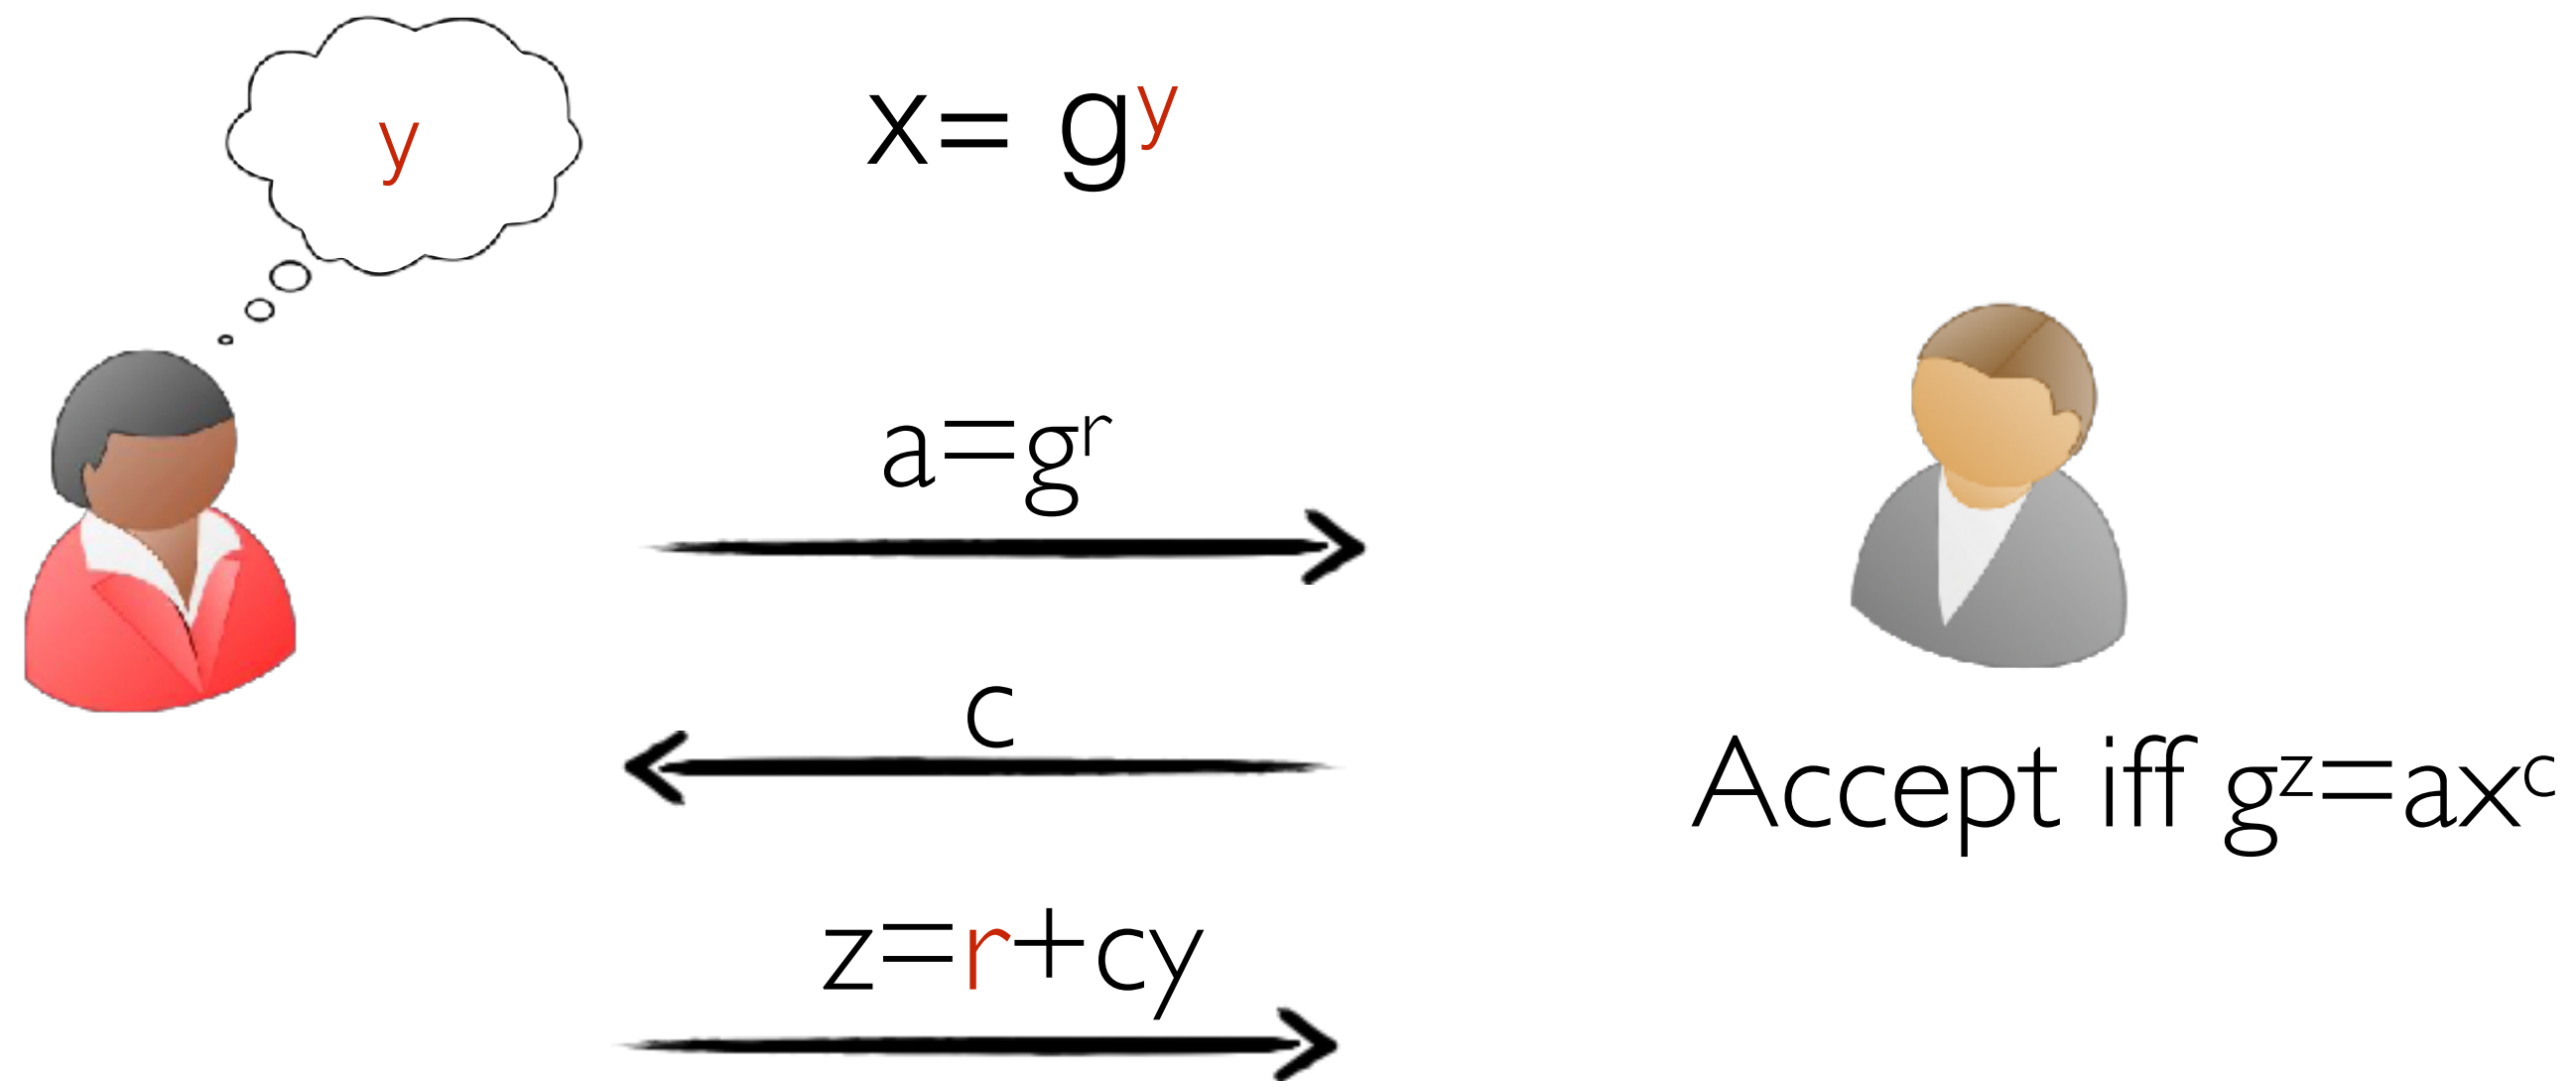 y
x= gʸ
a=gʳ
c
Accept iff gᶻ=axᶜ
z=r+cy